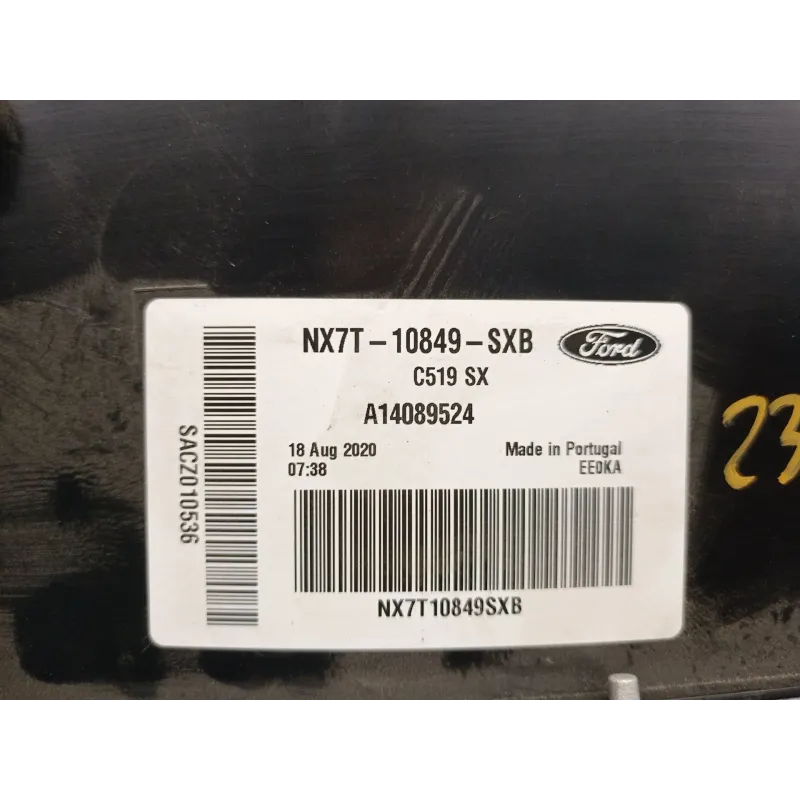 NX7T-10849-SXB
Ford
C519 SX
A14089524
18 Aug 2020
Made in Portugal
07:38
EE0KA
NX7T10849SXB
SACZ010536
23